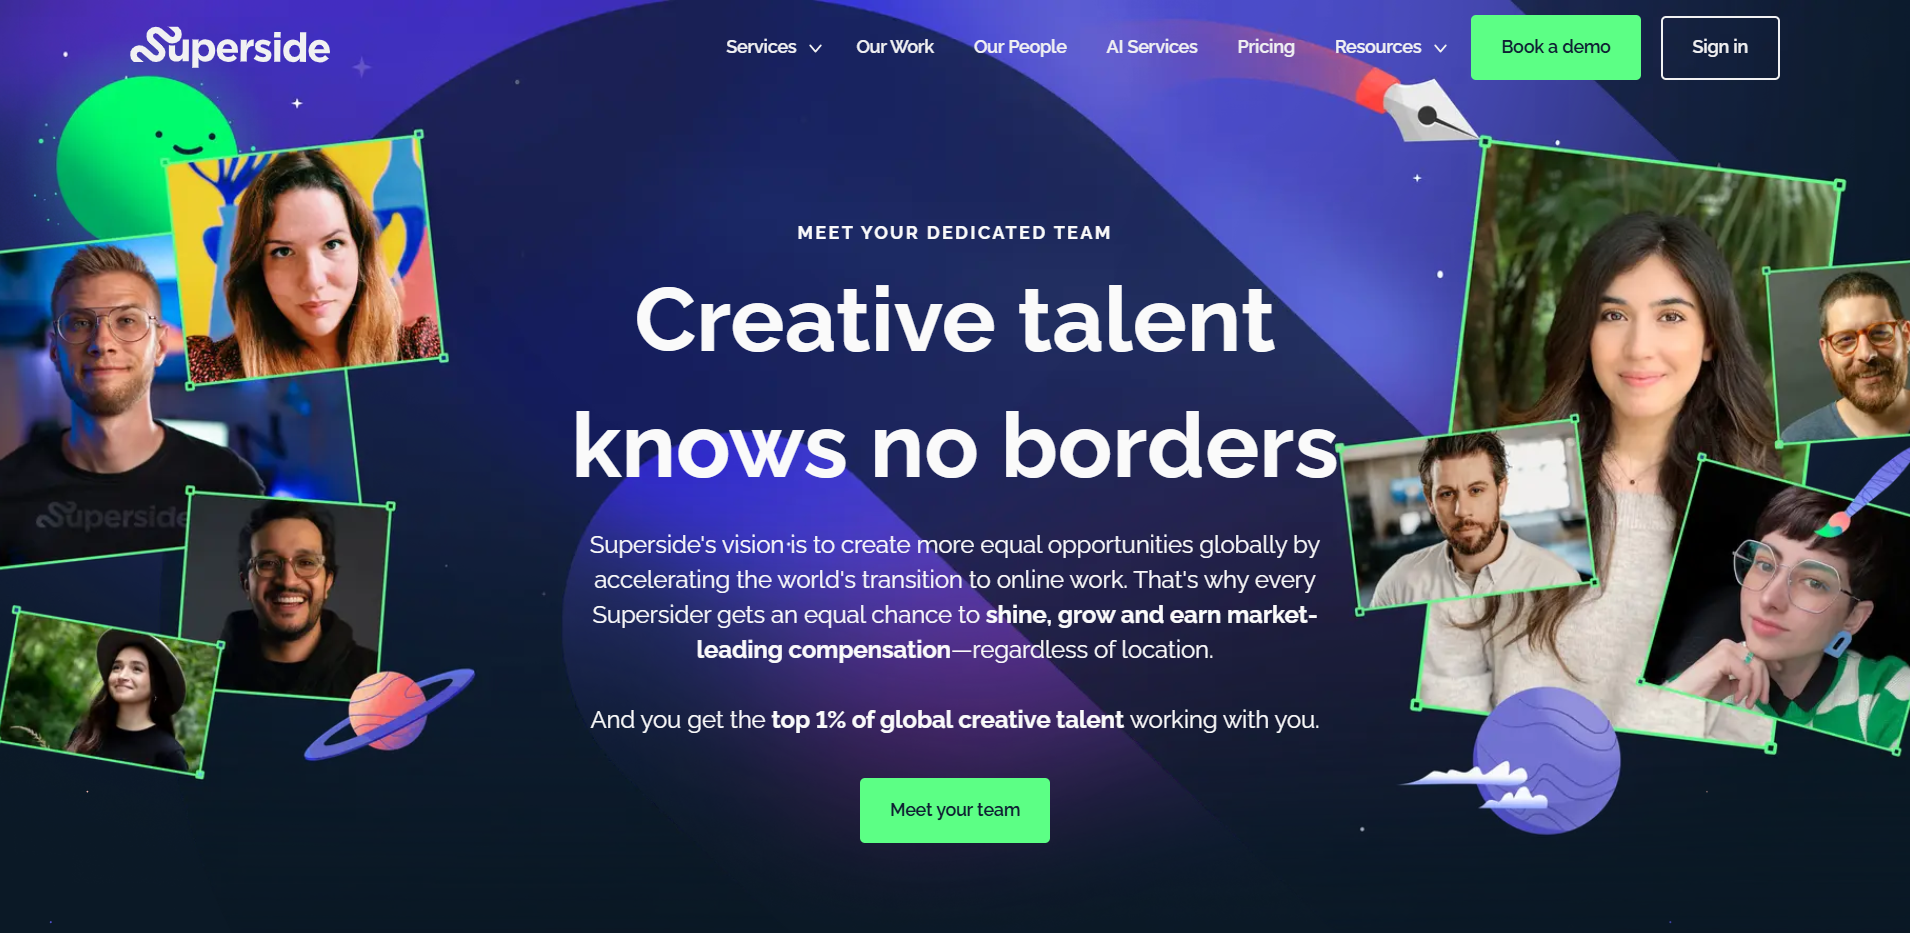 Superside
Services
Our Work
Our People
AI Services
Pricing
Resources
Book a demo
Sign in
MEET YOUR DEDICATED TEAM
Creative talent
knows no borders
Superside's vision is to create more equal opportunities globally by
accelerating the world's transition to online work. That's why every
Supersider gets an equal chance to shine, grow and earn market-
leading compensation—regardless of location.
And you get the top 1% of global creative talent working with you.
Meet your team
Superside